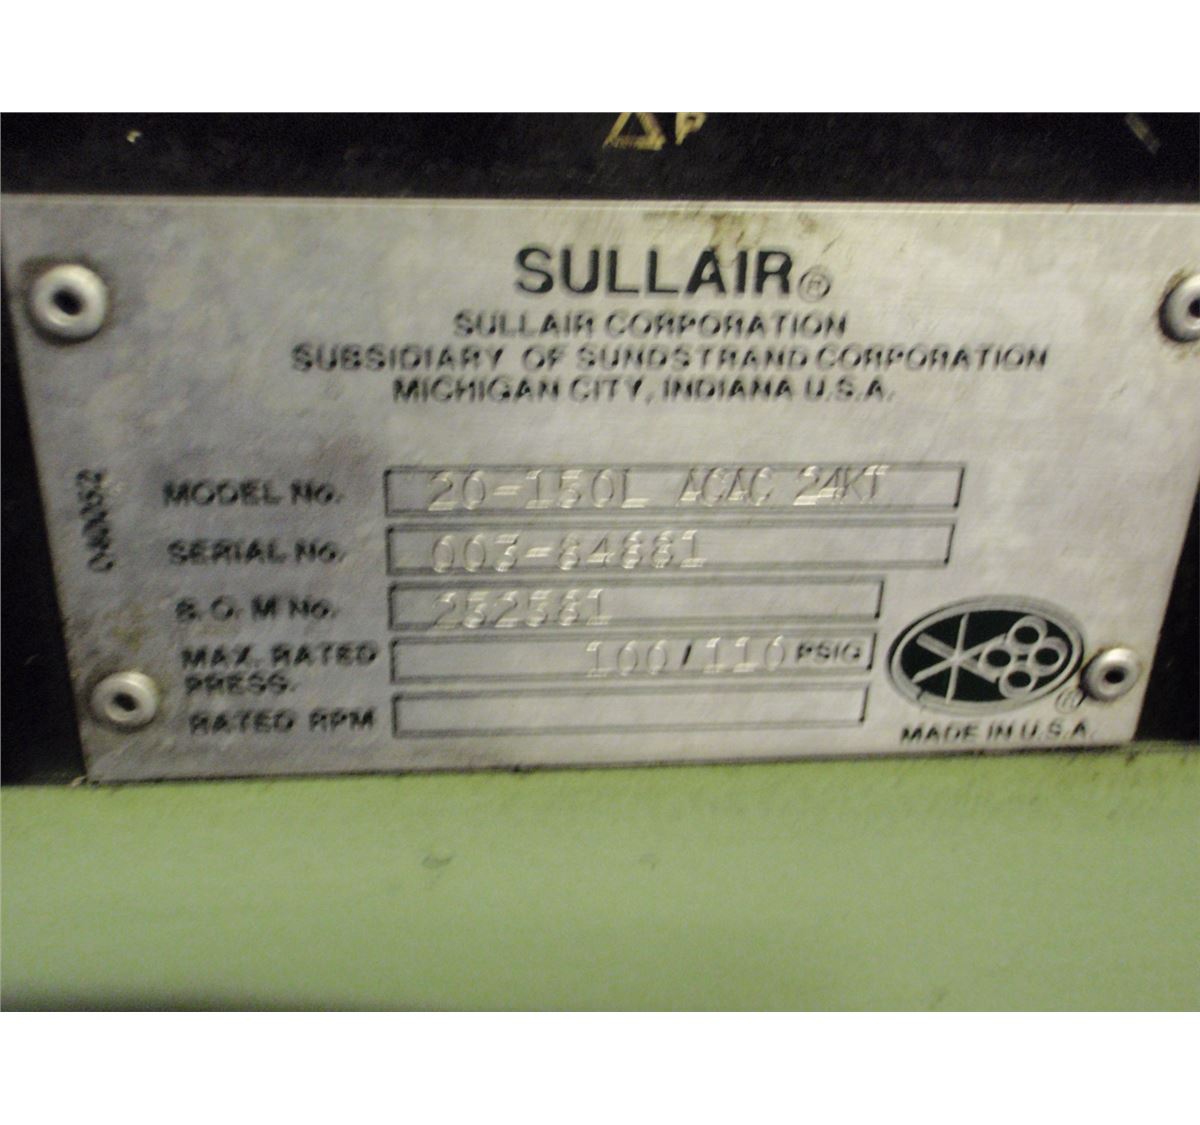 ΔP
SULLAIR®
SULLAIR CORPORATION
SUBSIDIARY OF SUNDSTRAND CORPORATION
MICHIGAN CITY, INDIANA U.S.A.
MODEL No. 20-150L ACAC 24KT
SERIAL No. 003-84881
B.O.M No. 252581
MAX. RATED PRESS. 100/110 PSIG
RATED RPM
®
MADE IN U.S.A.